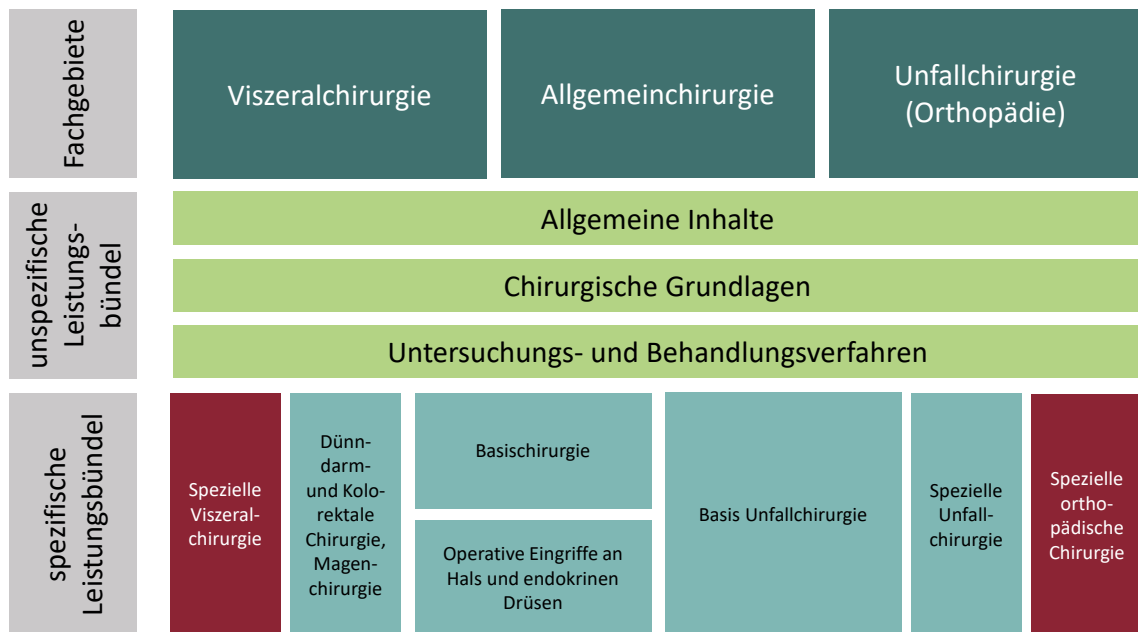 Fachgebiete
Viszeralchirurgie
Allgemeinchirurgie
Unfallchirurgie
(Orthopädie)
unspezifische
Leistungs-
bündel
Allgemeine Inhalte
Chirurgische Grundlagen
Untersuchungs- und Behandlungsverfahren
spezifische
Leistungsbündel
Spezielle
Viszeral-
chirurgie
Dünn-
darm-
und Kolo-
rektale
Chirurgie,
Magen-
chirurgie
Basischirurgie
Operative Eingriffe an
Hals und endokrinen
Drüsen
Basis Unfallchirurgie
Spezielle
Unfall-
chirurgie
Spezielle
ortho-
pädische
Chirurgie